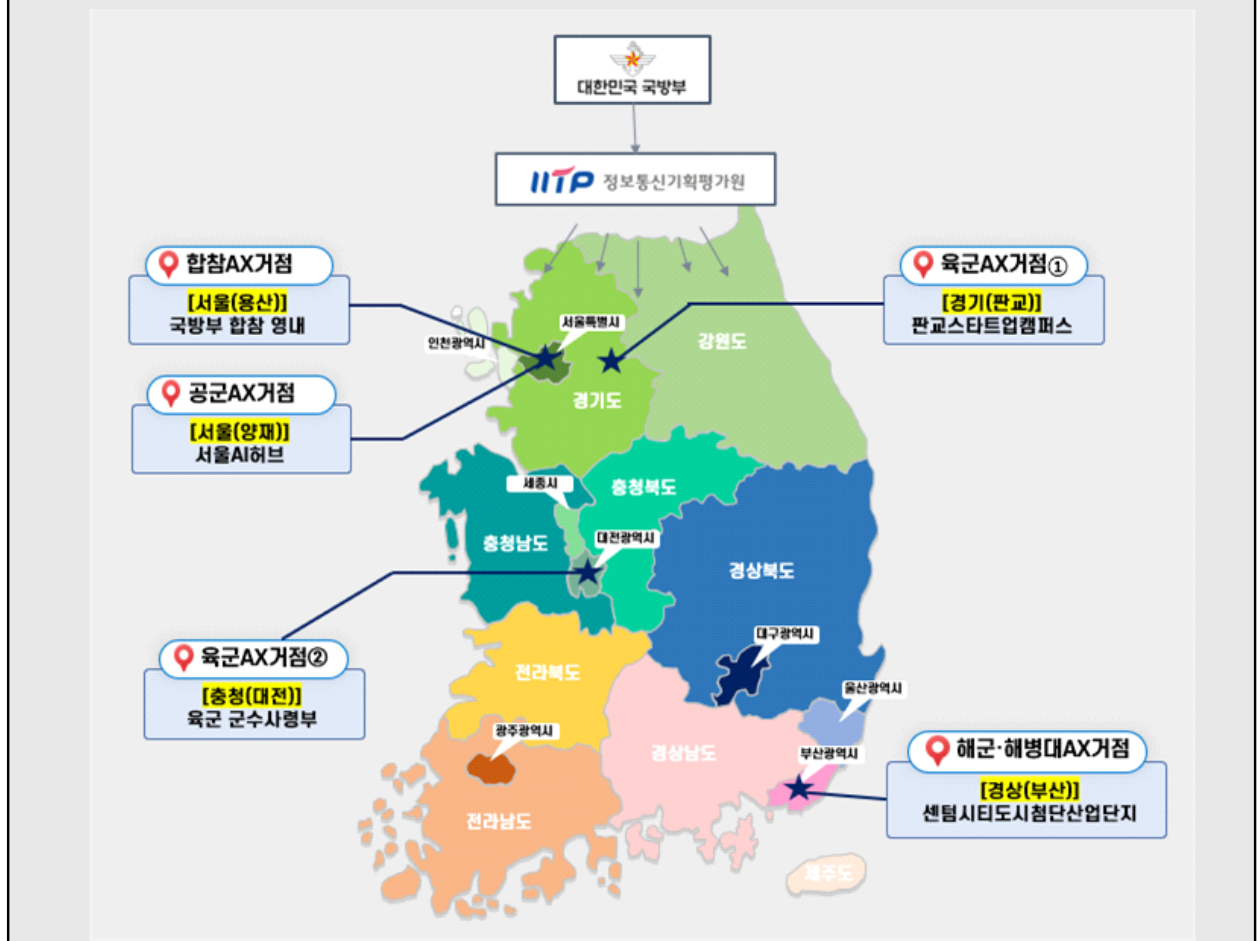 대한민국 국방부
IITP 정보통신기획평가원
합참AX거점
[서울(용산)]
국방부 합참 영내
육군AX거점①
[경기(판교)]
판교스타트업캠퍼스
서울특별시
인천광역시
강원도
경기도
공군AX거점
[서울(양재)]
서울AI허브
세종시
충청북도
충청남도
대전광역시
경상북도
대구광역시
육군AX거점②
[충청(대전)]
육군 군수사령부
전라북도
울산광역시
광주광역시
경상남도
부산광역시
해군·해병대AX거점
[경상(부산)]
센텀시티도시첨단산업단지
전라남도
제주도